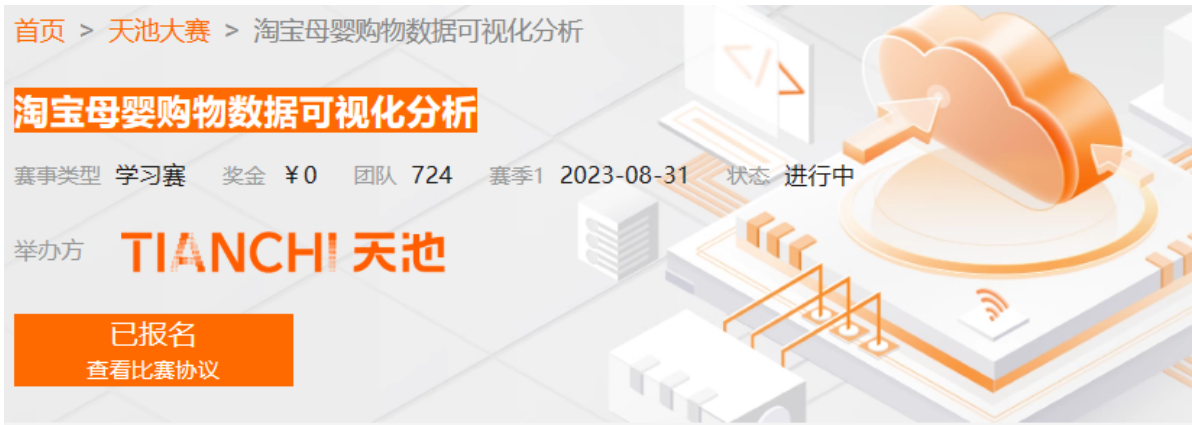 首页 > 天池大赛 > 淘宝母婴购物数据可视化分析
淘宝母婴购物数据可视化分析
赛事类型 学习赛 奖金 ¥0 团队 724 赛季1 2023-08-31 状态 进行中
举办方 TIANCHI 天池
已报名
查看比赛协议